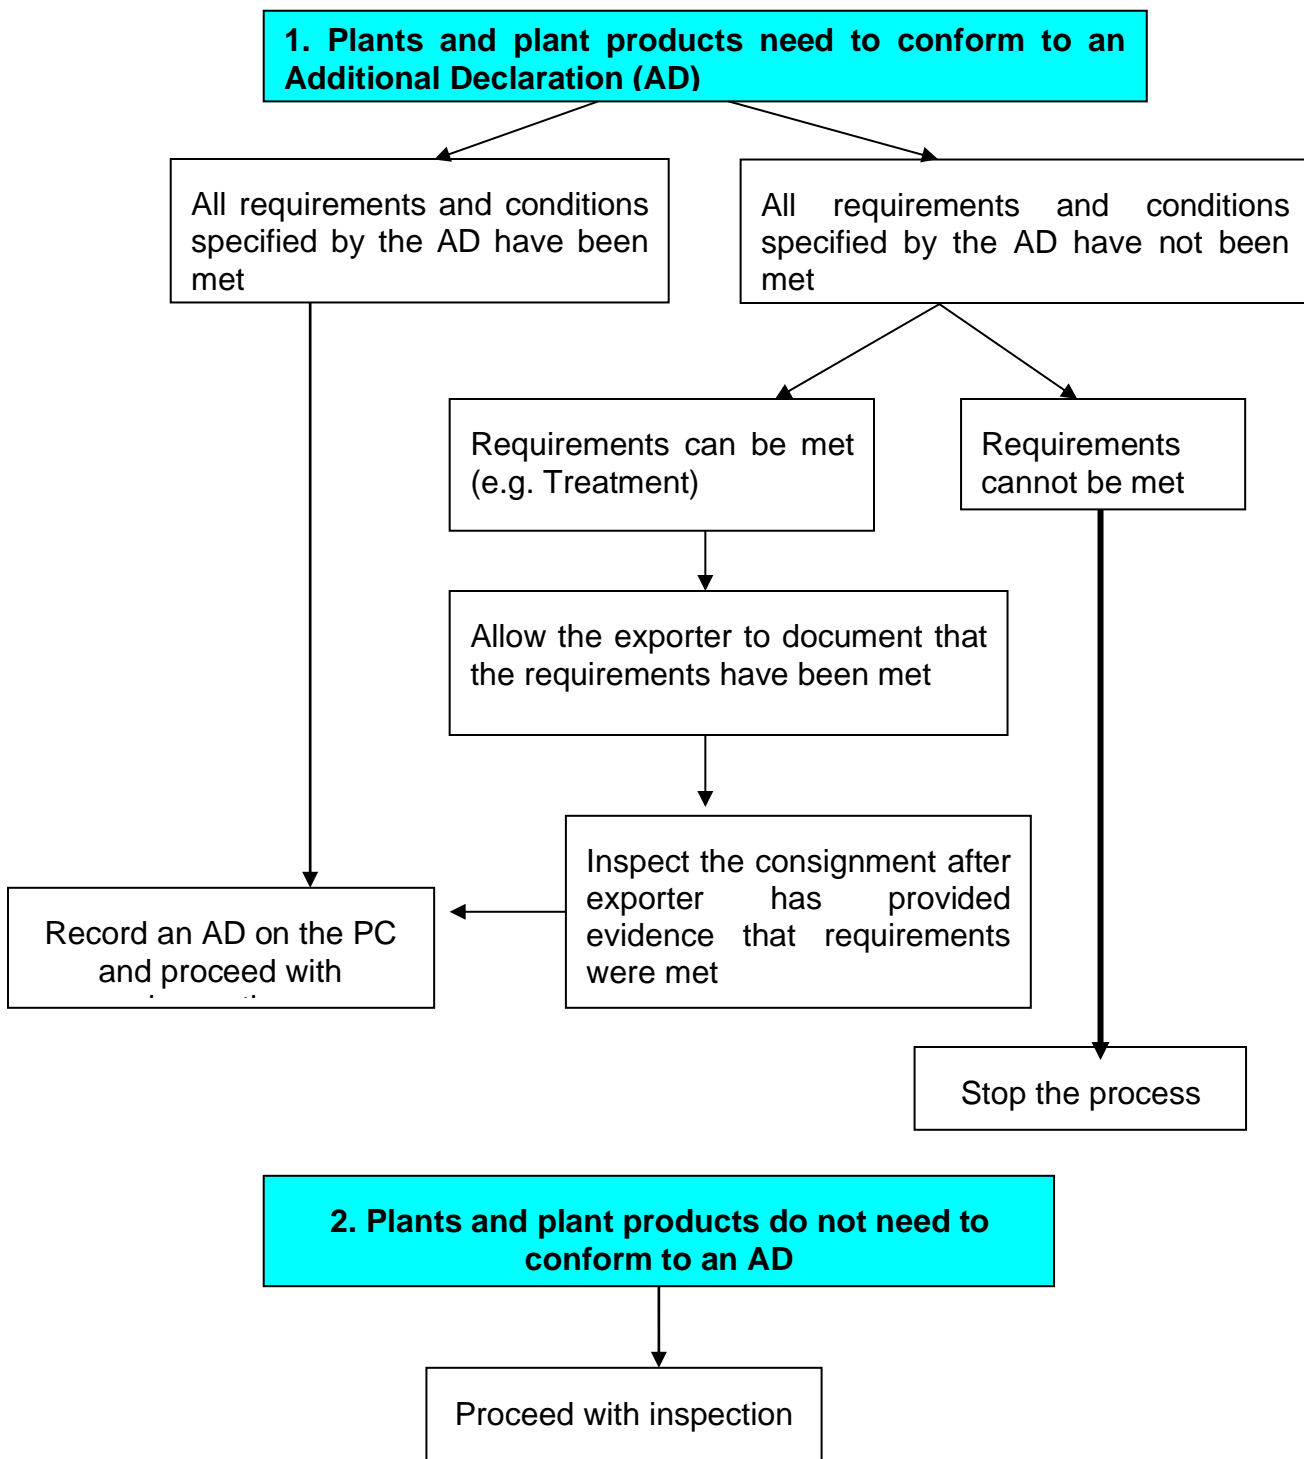 1. Plants and plant products need to conform to an
Additional Declaration (AD)
All requirements and conditions
specified by the AD have been
met
All requirements and conditions
specified by the AD have not been
met
Requirements can be met
(e.g. Treatment)
Requirements
cannot be met
Allow the exporter to document that
the requirements have been met
Inspect the consignment after
exporter has provided
evidence that requirements
were met
Record an AD on the PC
and proceed with
Stop the process
2. Plants and plant products do not need to
conform to an AD
Proceed with inspection